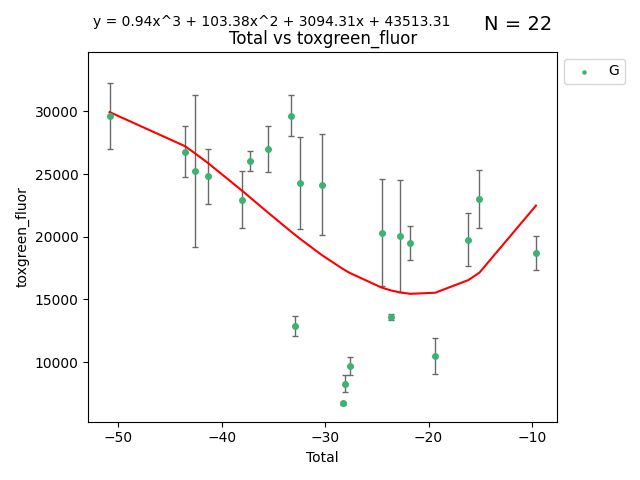 y = 0.94x^3 + 103.38x^2 + 3094.31x + 43513.31
N = 22
Total vs toxgreen_fluor
G
30000
25000
20000
15000
10000
toxgreen_fluor
−50
−40
−30
−20
−10
Total